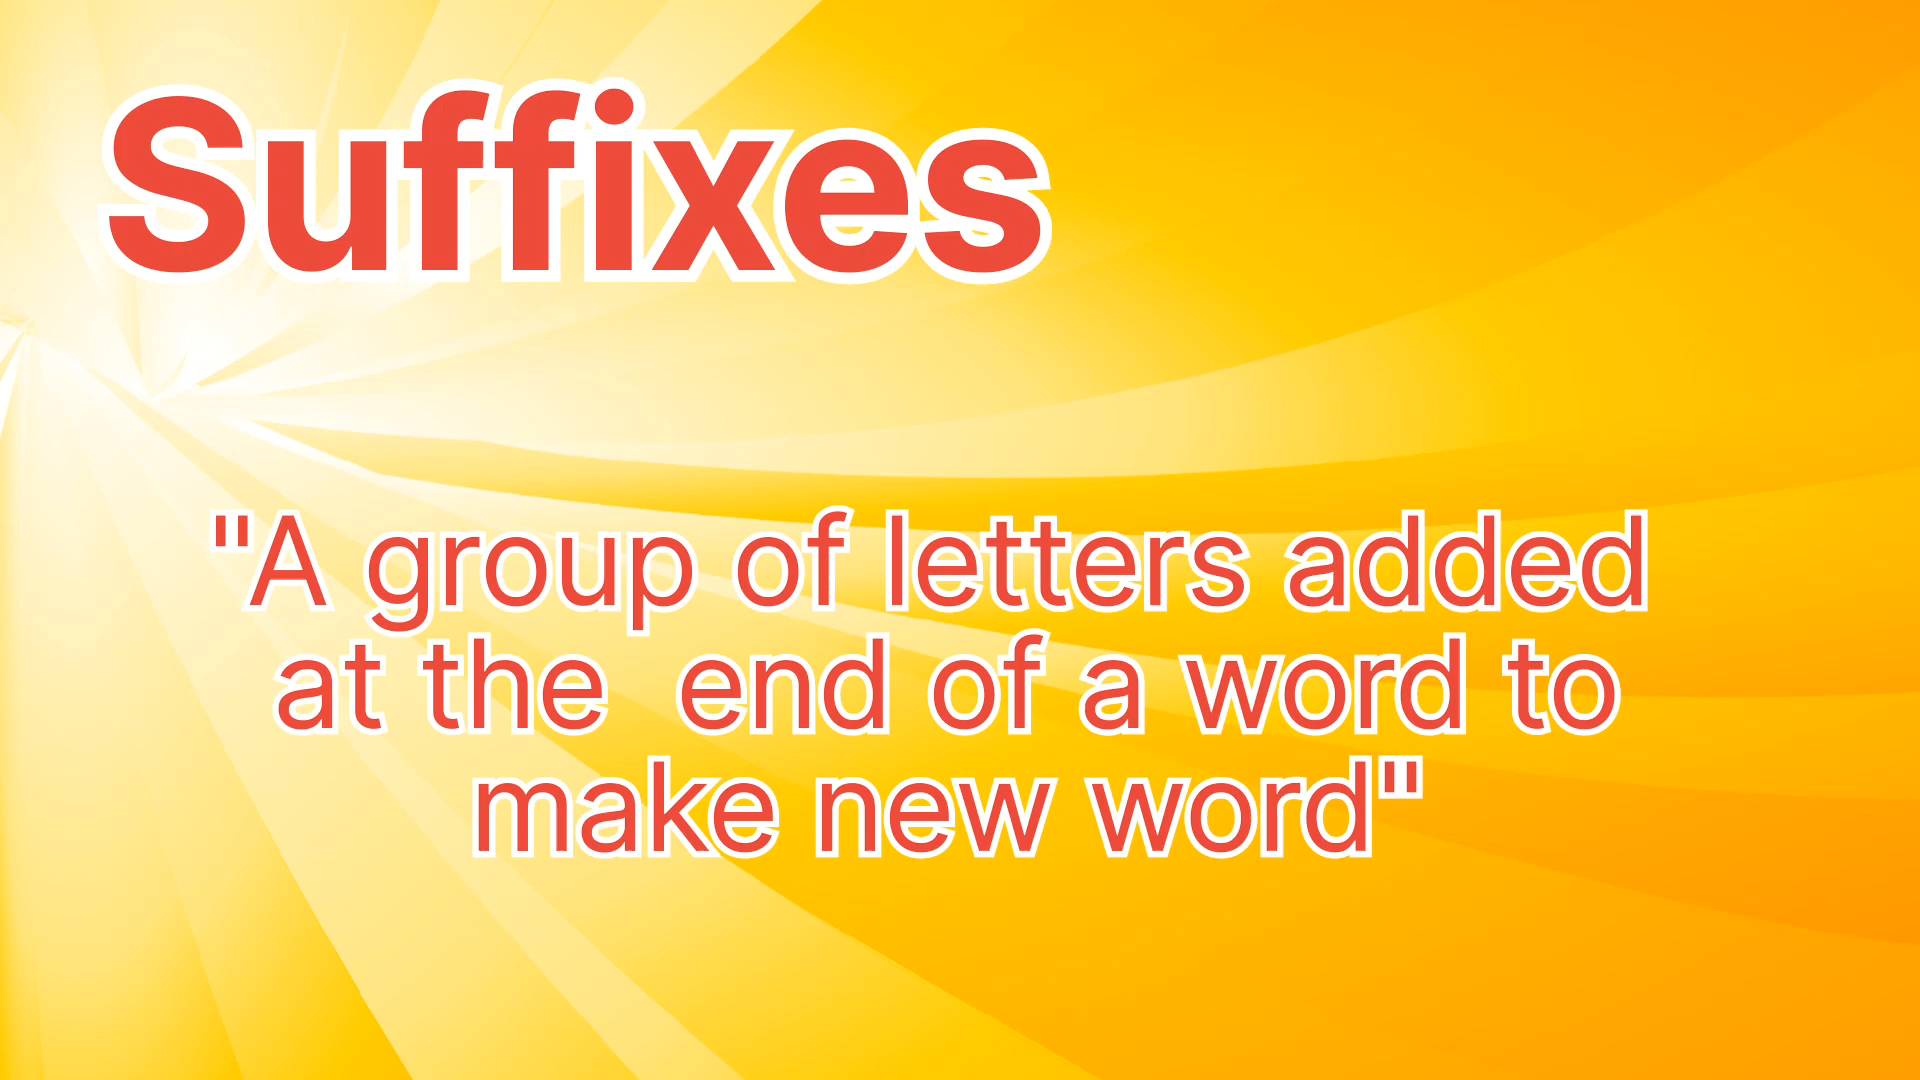 Suffixes
"A group of letters added
at the  end of a word to
make new word"